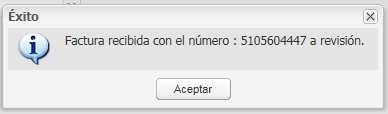 Éxito
Factura recibida con el número : 5105604447 a revisión.
Aceptar